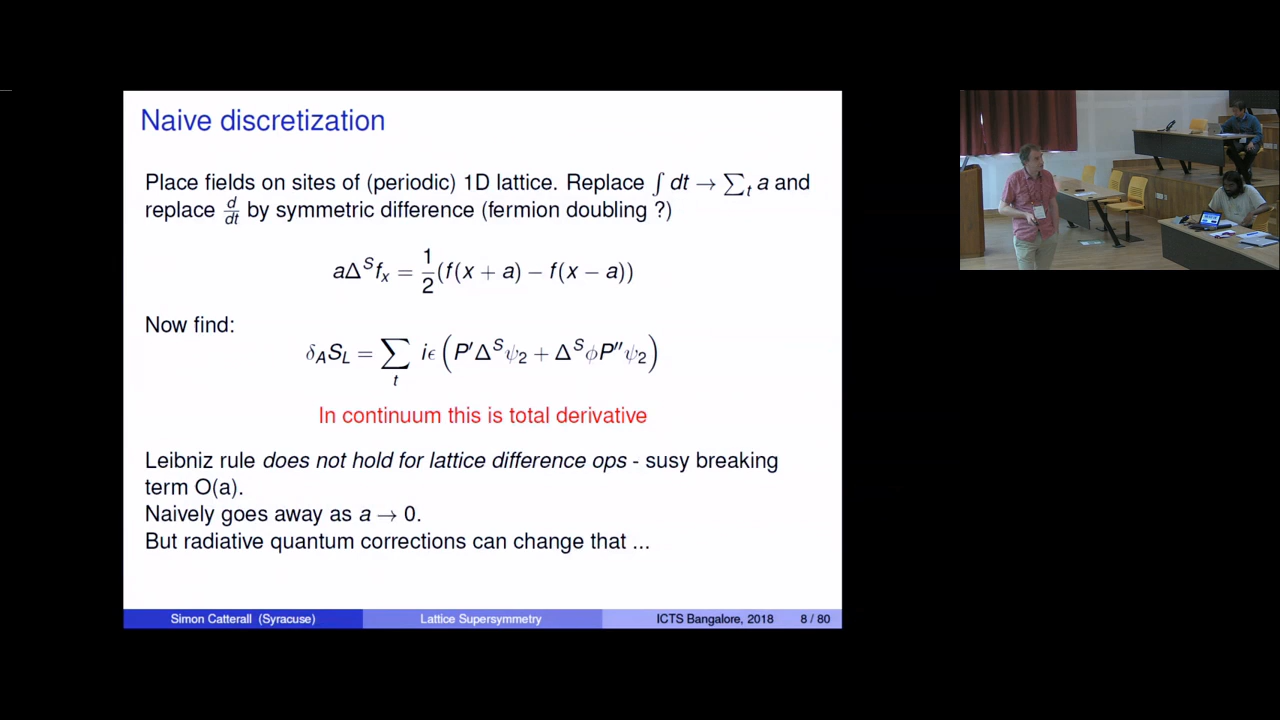 Naive discretization
Place fields on sites of (periodic) 1D lattice. Replace ∫ dt → ∑_t a and
replace d/dt by symmetric difference (fermion doubling ?)
aΔ^S f_x = 1/2 (f(x + a) − f(x − a))
Now find:
δ_A S_L = ∑_t iϵ (P′Δ^S ψ_2 + Δ^S ϕP″ψ_2)
In continuum this is total derivative
Leibniz rule does not hold for lattice difference ops - susy breaking
term O(a).
Naively goes away as a → 0.
But radiative quantum corrections can change that ...
Simon Catterall (Syracuse) Lattice Supersymmetry ICTS Bangalore, 2018 8 / 80